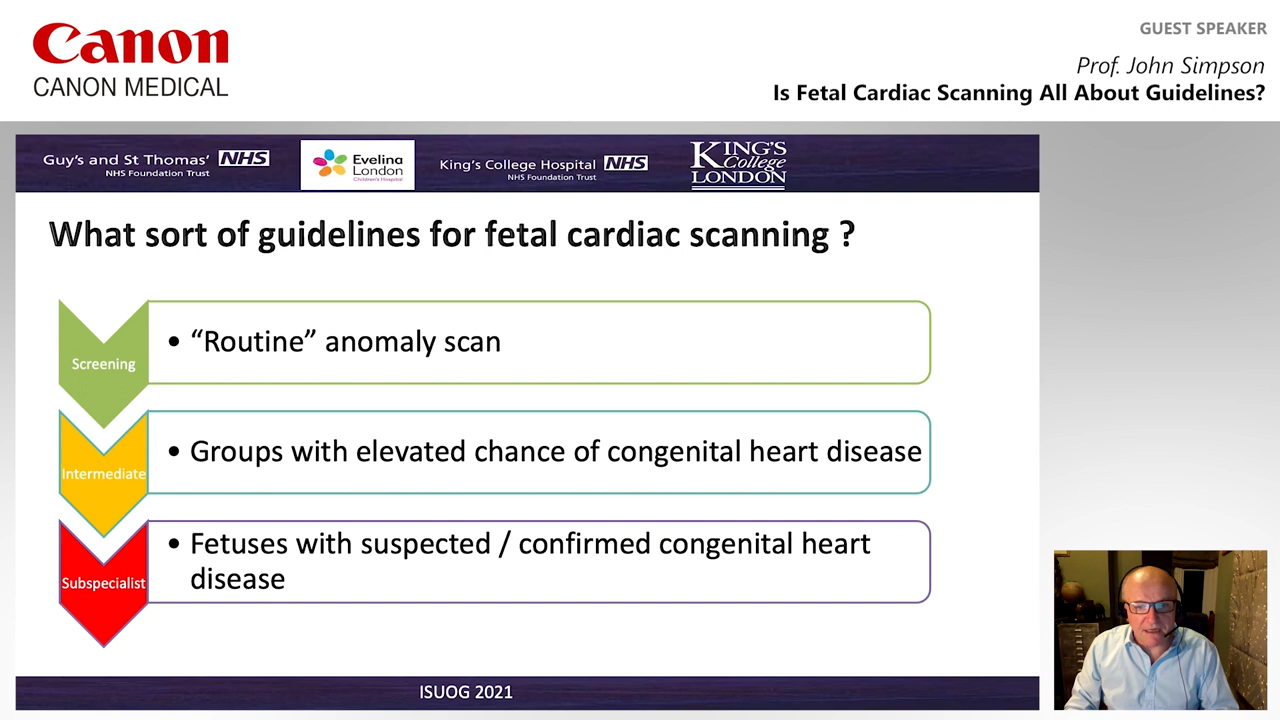 Canon
CANON MEDICAL
GUEST SPEAKER
Prof. John Simpson
Is Fetal Cardiac Scanning All About Guidelines?
Guy's and St Thomas' NHS
NHS Foundation Trust
Evelina
London
Children's Hospital
King's College Hospital NHS
NHS Foundation Trust
KING'S
College
LONDON
What sort of guidelines for fetal cardiac scanning ?
Screening
• “Routine” anomaly scan
Intermediate
• Groups with elevated chance of congenital heart disease
Subspecialist
• Fetuses with suspected / confirmed congenital heart
disease
ISUOG 2021